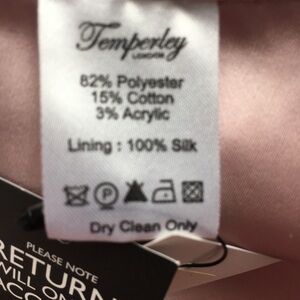 Temperley
LONDON
82% Polyester
15% Cotton
3% Acrylic
Lining : 100% Silk
P
Dry Clean Only
PLEASE NOTE
RETURN
WILL ON
ACC